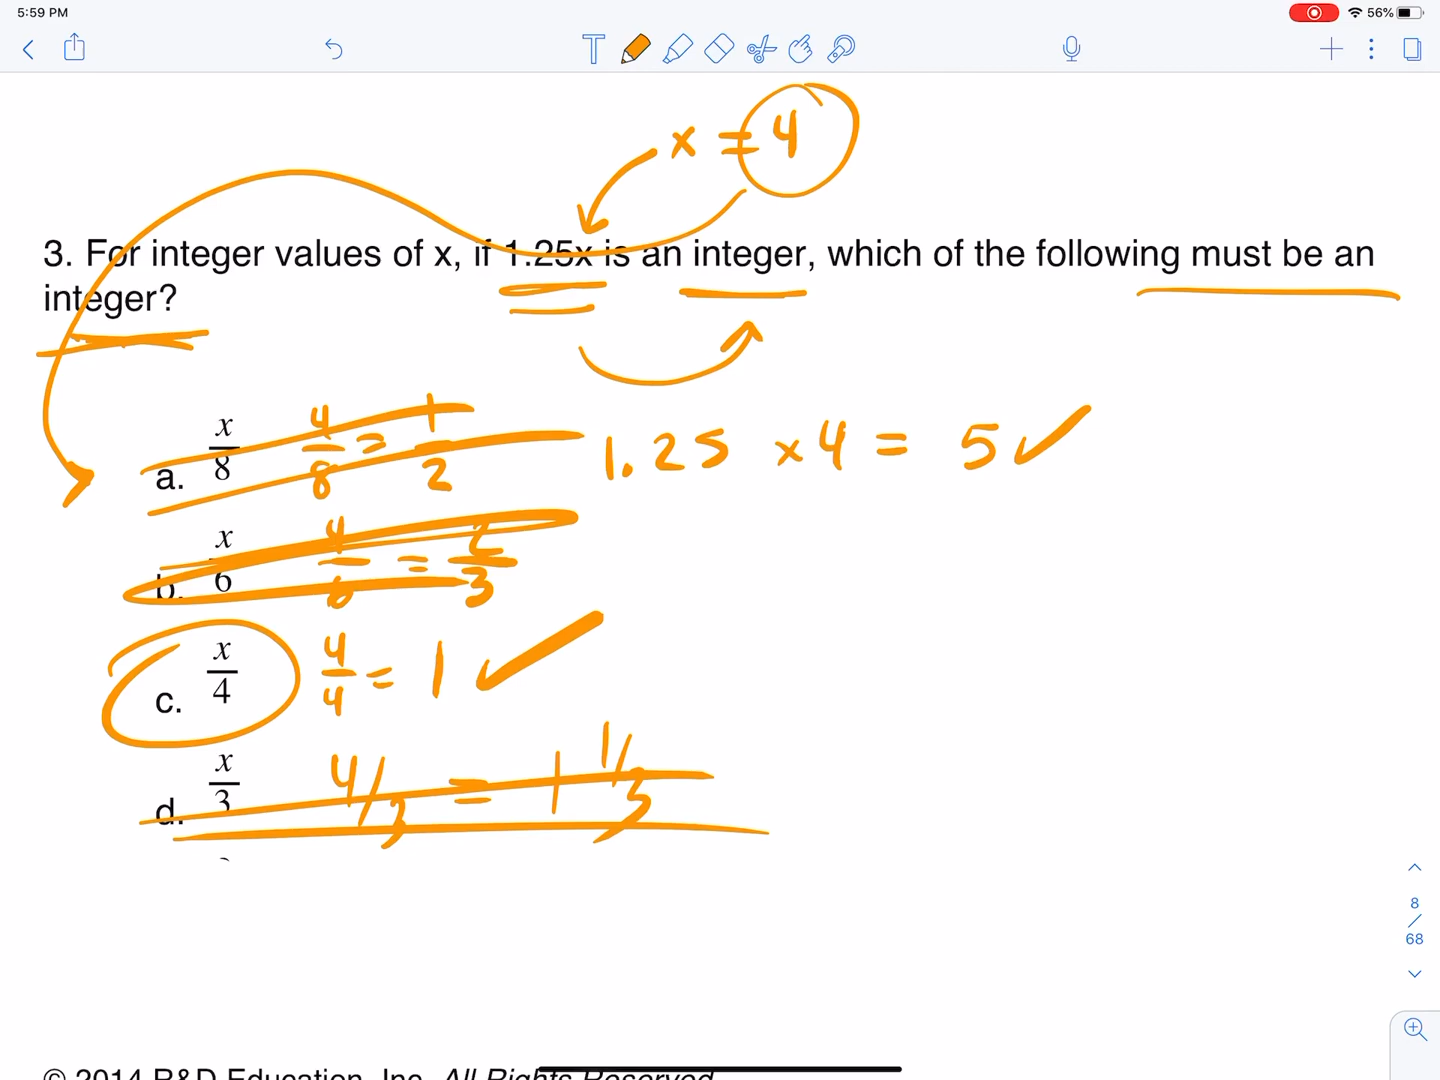 5:59 PM
56%
T
x = 4
3. For integer values of x, if 1.25x is an integer, which of the following must be an
integer?
a. x/8 4/8 = 1/2
1.25 x 4 = 5 ✓
b. x/6 4/6 = 2/3
c. x/4 4/4 = 1 ✓
d. x/3 4/3 = 1 1/3
8
/
68
© 2014 R&D Education, Inc. All Rights Reserved